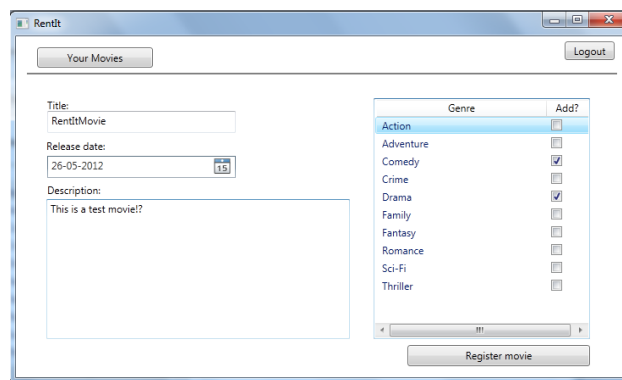 RentIt
Your Movies
Logout
Title:
RentItMovie
Release date:
26-05-2012
15
Description:
This is a test movie!?
Genre Add?
Action
Adventure
Comedy
Crime
Drama
Family
Fantasy
Romance
Sci-Fi
Thriller
Register movie